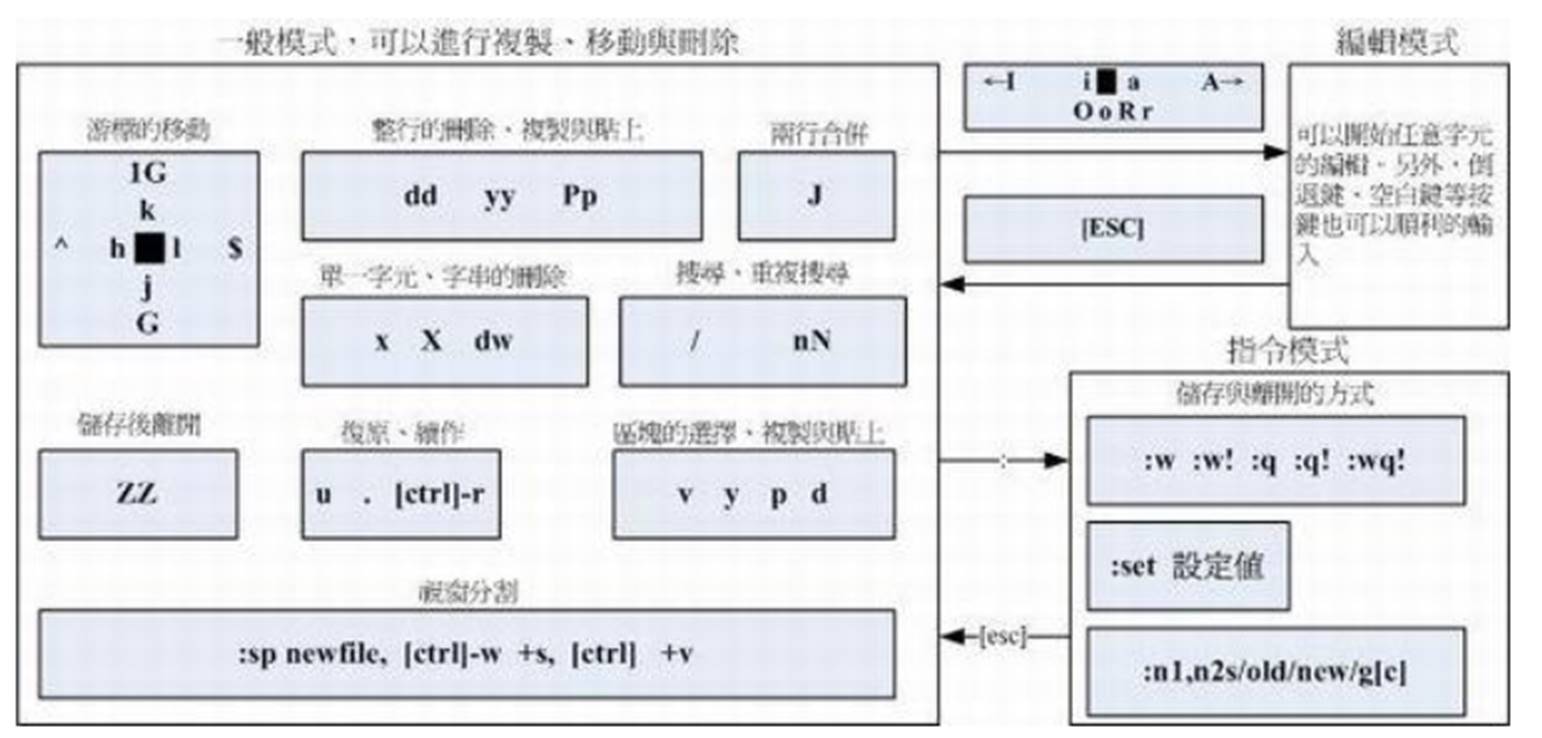 一般模式,可以進行複製、移動與刪除
編輯模式
←I i a A→
O o R r
游標的移動
1G
k
^ h l $
j
G
整行的刪除、複製與貼上
dd yy Pp
兩行合併
J
可以開始任意字元
的編輯。另外,倒
退鍵、空白鍵等按
鍵也可以順利的輸
入
[ESC]
單一字元、字串的刪除
x X dw
搜尋、重複搜尋
/ nN
儲存後離開
ZZ
復原、續作
u . [ctrl]-r
區塊的選擇、複製與貼上
v y p d
視窗分割
:sp newfile, [ctrl]-w +s, [ctrl] +v
:
[esc]
指令模式
儲存與離開的方式
:w :w! :q :q! :wq!
:set 設定值
:n1,n2s/old/new/g[c]